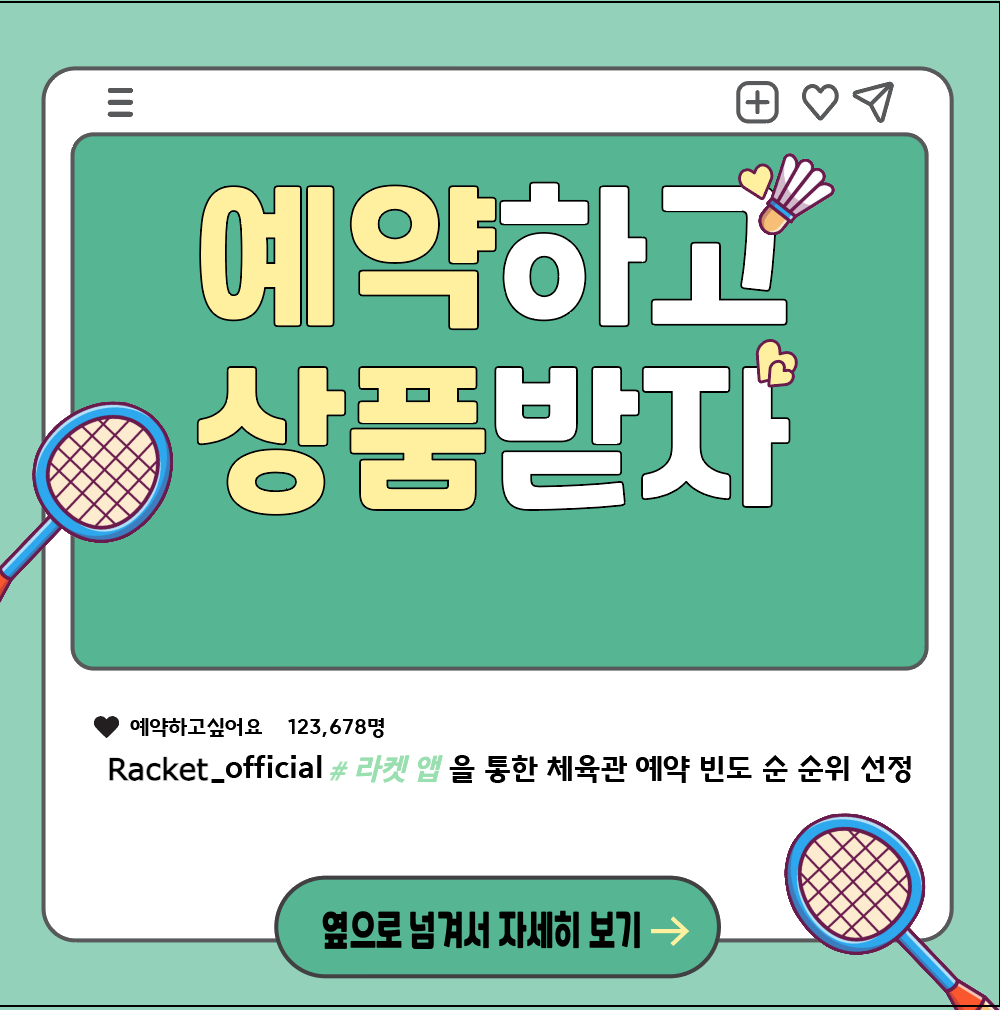 예약하고
상품받자
예약하고싶어요 123,678명
Racket_official # 라켓 앱 을 통한 체육관 예약 빈도 순 순위 선정
옆으로 넘겨서 자세히 보기